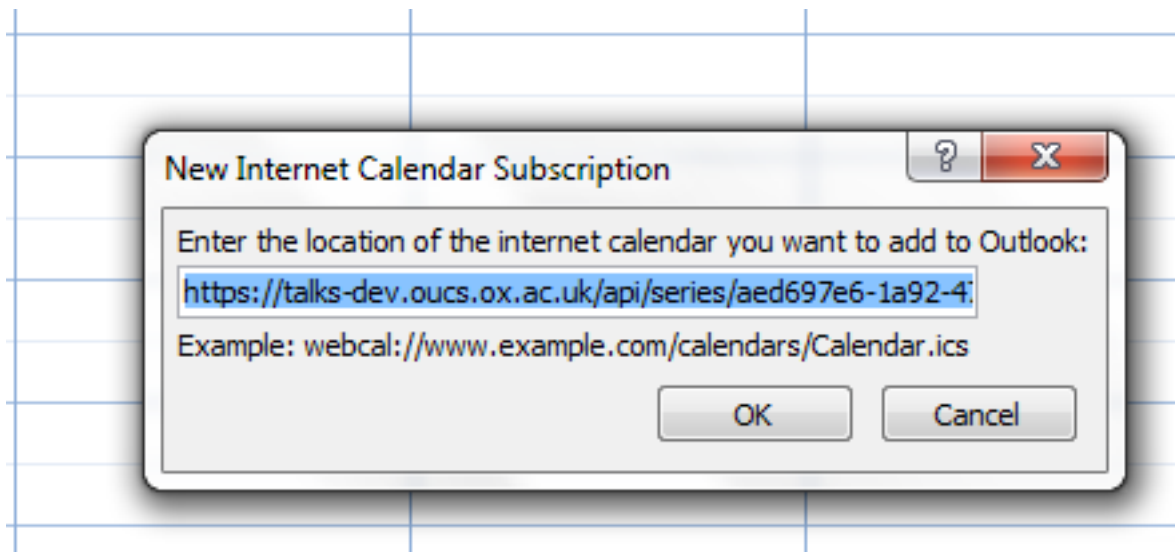 New Internet Calendar Subscription
Enter the location of the internet calendar you want to add to Outlook:
https://talks-dev.oucs.ox.ac.uk/api/series/aed697e6-1a92-47
Example: webcal://www.example.com/calendars/Calendar.ics
OK Cancel